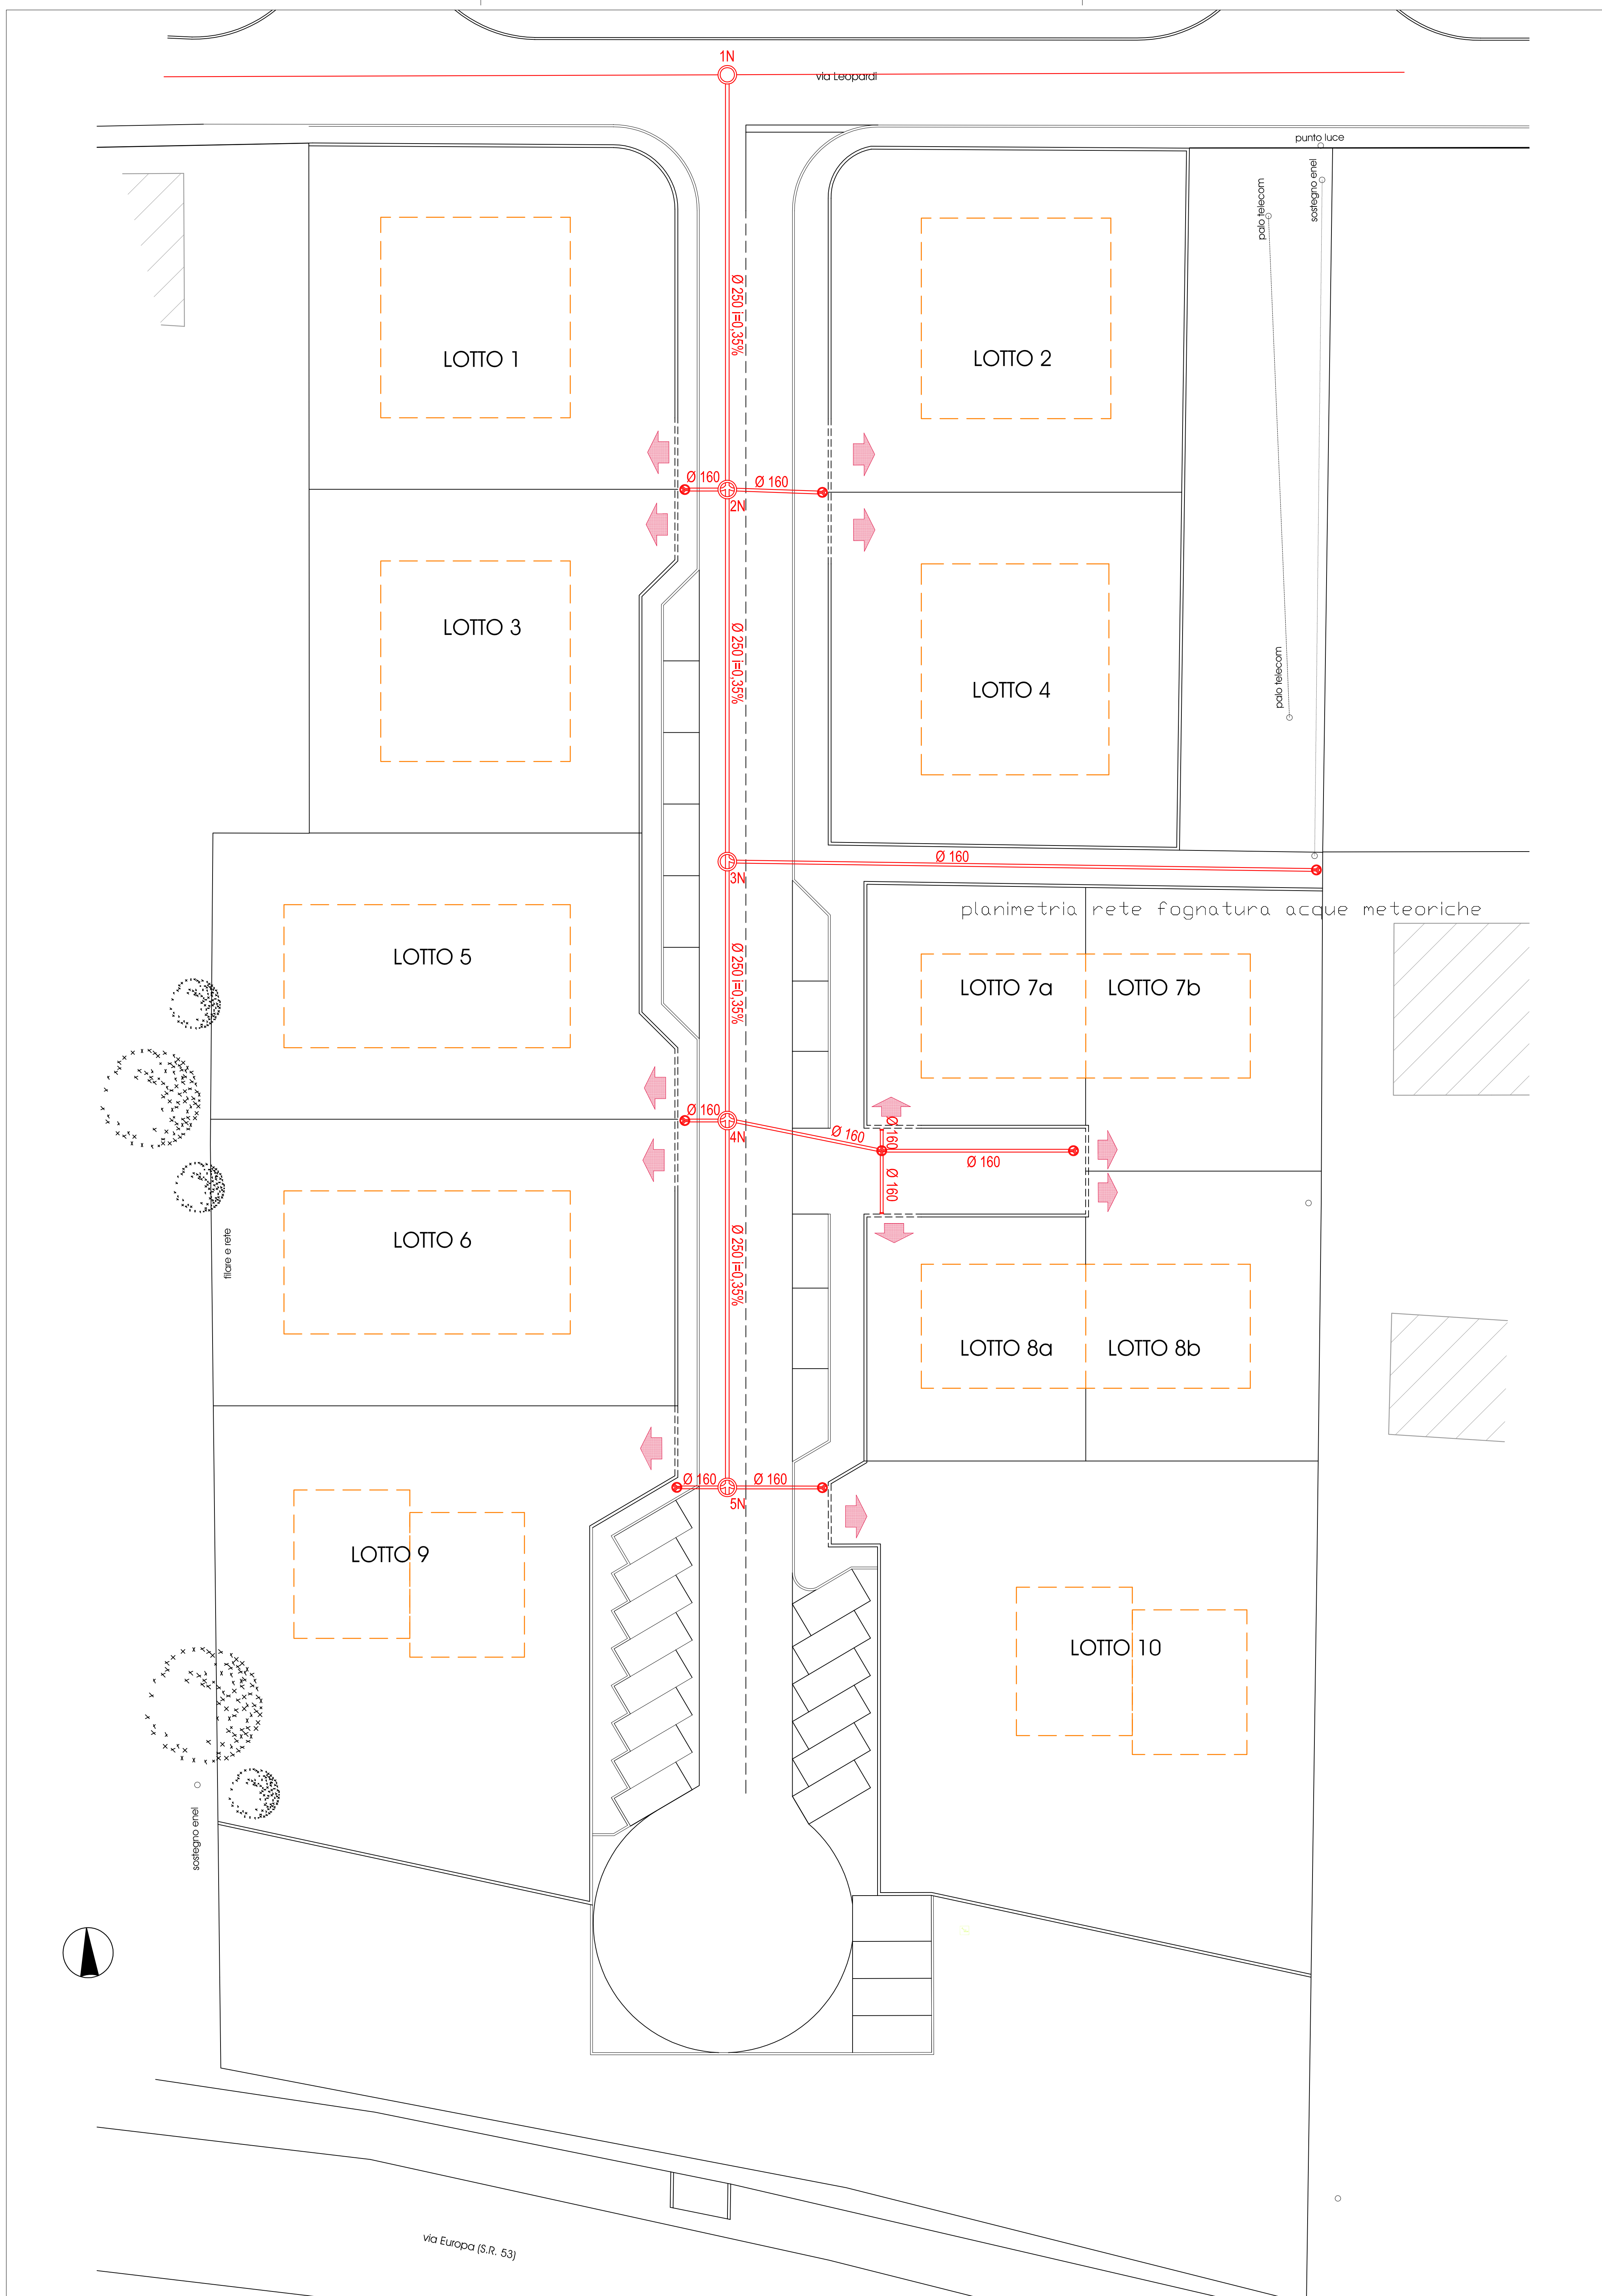 1N
via Leopardi
punto luce
sostegno enel
palo telecom
Ø 250 i=0,35%
LOTTO 1
LOTTO 2
Ø 160
Ø 160
2N
LOTTO 3
Ø 250 i=0,35%
LOTTO 4
palo telecom
Ø 160
3N
planimetria rete fognatura acque meteoriche
LOTTO 5
Ø 250 i=0,35%
LOTTO 7a
LOTTO 7b
Ø 160
4N
Ø 160
Ø 160
Ø 160
Ø 160
LOTTO 6
filare e rete
Ø 250 i=0,35%
LOTTO 8a
LOTTO 8b
Ø 160
Ø 160
5N
LOTTO 9
LOTTO 10
sostegno enel
via Europa (S.R. 53)